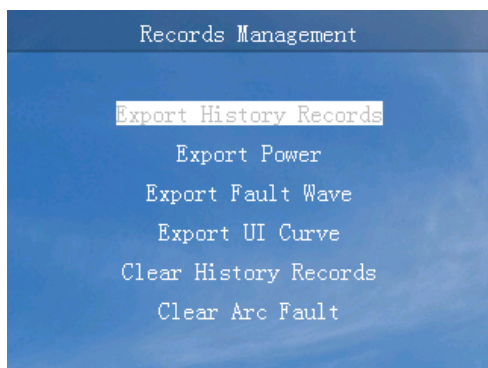 Records Management
Export History Records
Export Power
Export Fault Wave
Export UI Curve
Clear History Records
Clear Arc Fault